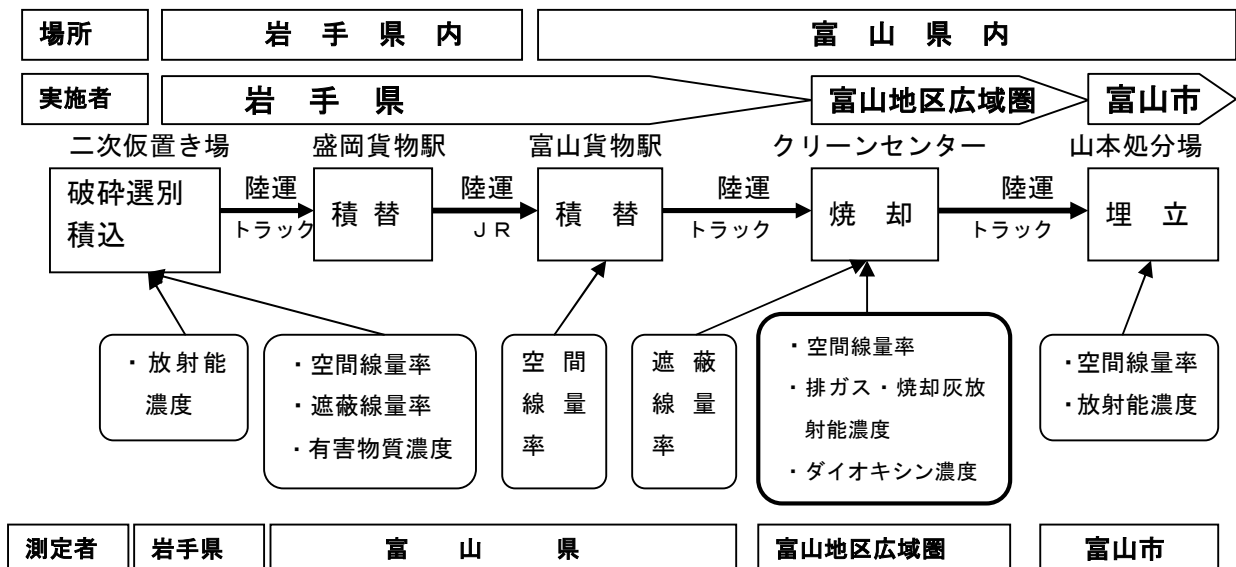 場所 岩手県内 富山県内
実施者 岩手県 富山地区広域圏 富山市
二次仮置き場 盛岡貨物駅 富山貨物駅 クリーンセンター 山本処分場
破砕選別
積込
陸運
トラック
積替
陸運
JR
積替
陸運
トラック
焼却
陸運
トラック
埋立
・放射能
濃度
・空間線量率
・遮蔽線量率
・有害物質濃度
空間
線量
率
遮蔽
線量
率
・空間線量率
・排ガス・焼却灰放
射能濃度
・ダイオキシン濃度
・空間線量率
・放射能濃度
測定者 岩手県 富山県 富山地区広域圏 富山市